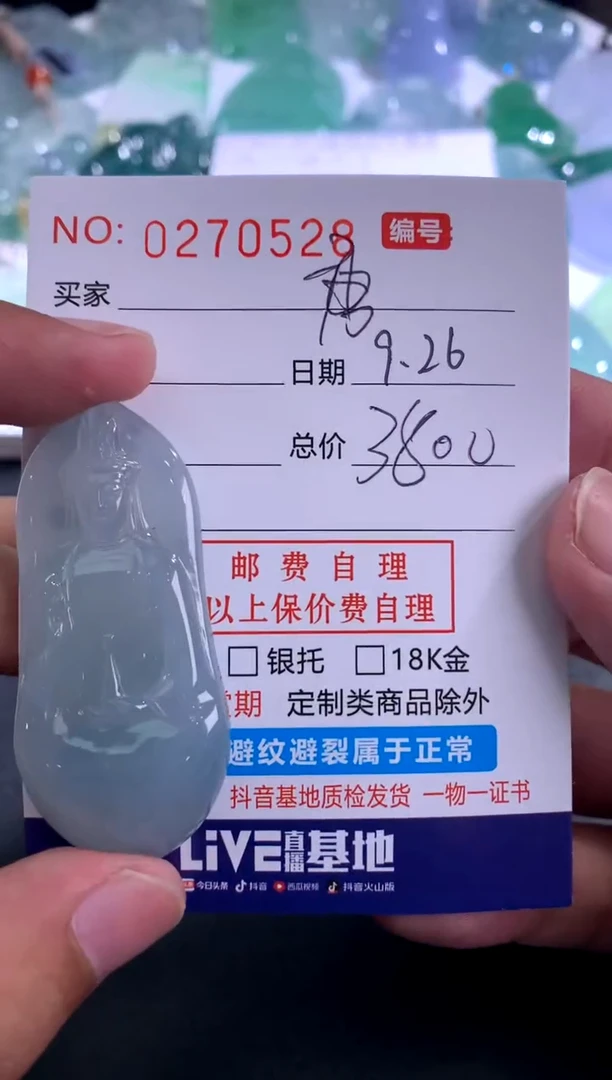 NO: 0270528 编号
买家 唐
日期 9.26
总价 3800
邮费自理
以上保价费自理
银托 18K金
期 定制类商品除外
避纹避裂属于正常
抖音基地质检发货 一物一证书
LiVE直播基地
今日头条 抖音 西瓜视频 抖音火山版